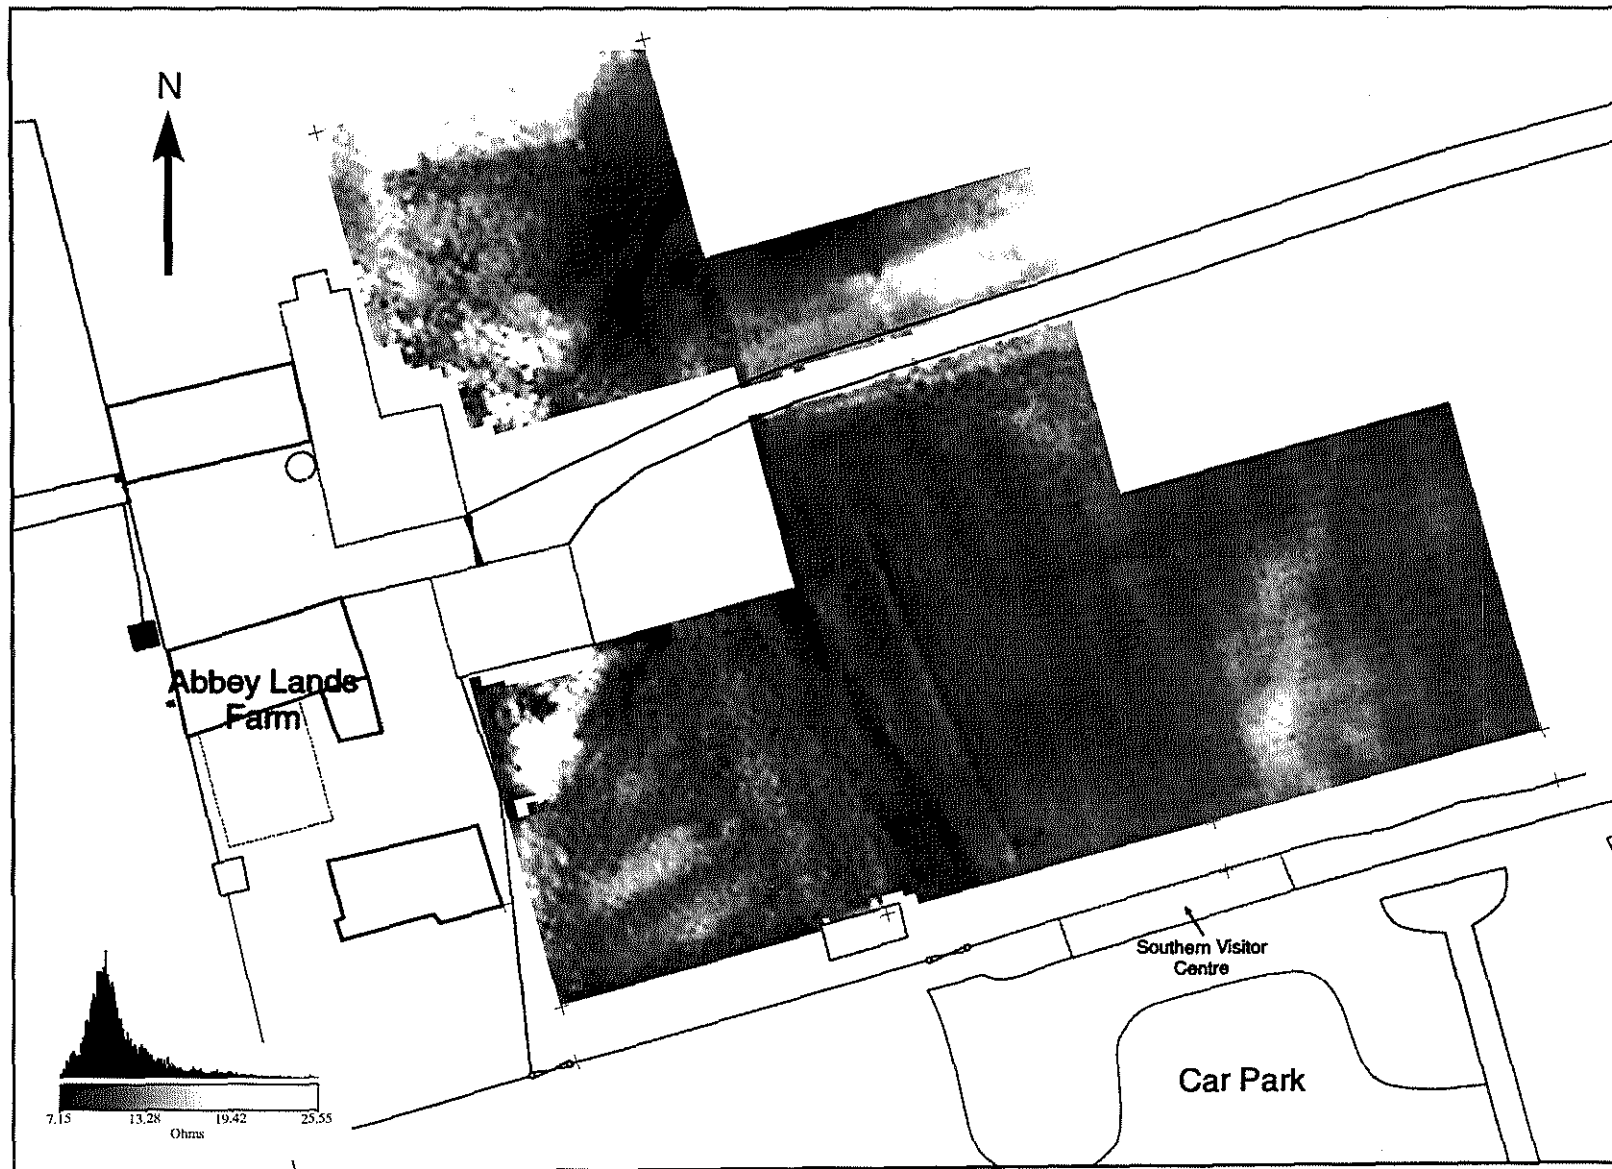 N
Abbey Lands
Farm
Southern Visitor
Centre
Car Park
7.15 13.28 19.42 25.55
Ohms